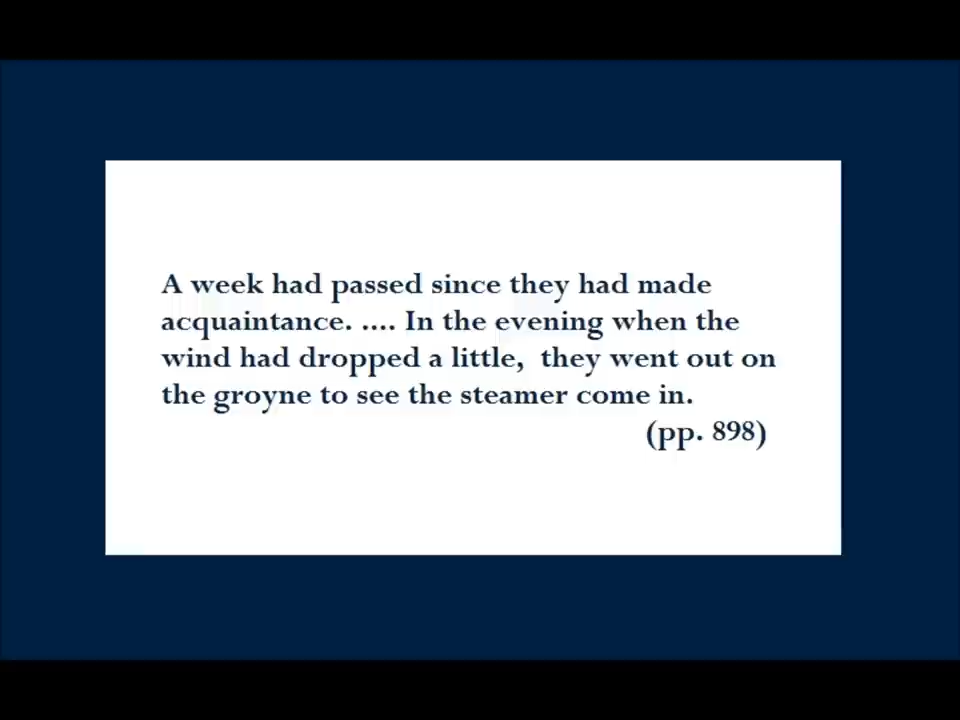 A week had passed since they had made
acquaintance. .... In the evening when the
wind had dropped a little, they went out on
the groyne to see the steamer come in.
(pp. 898)